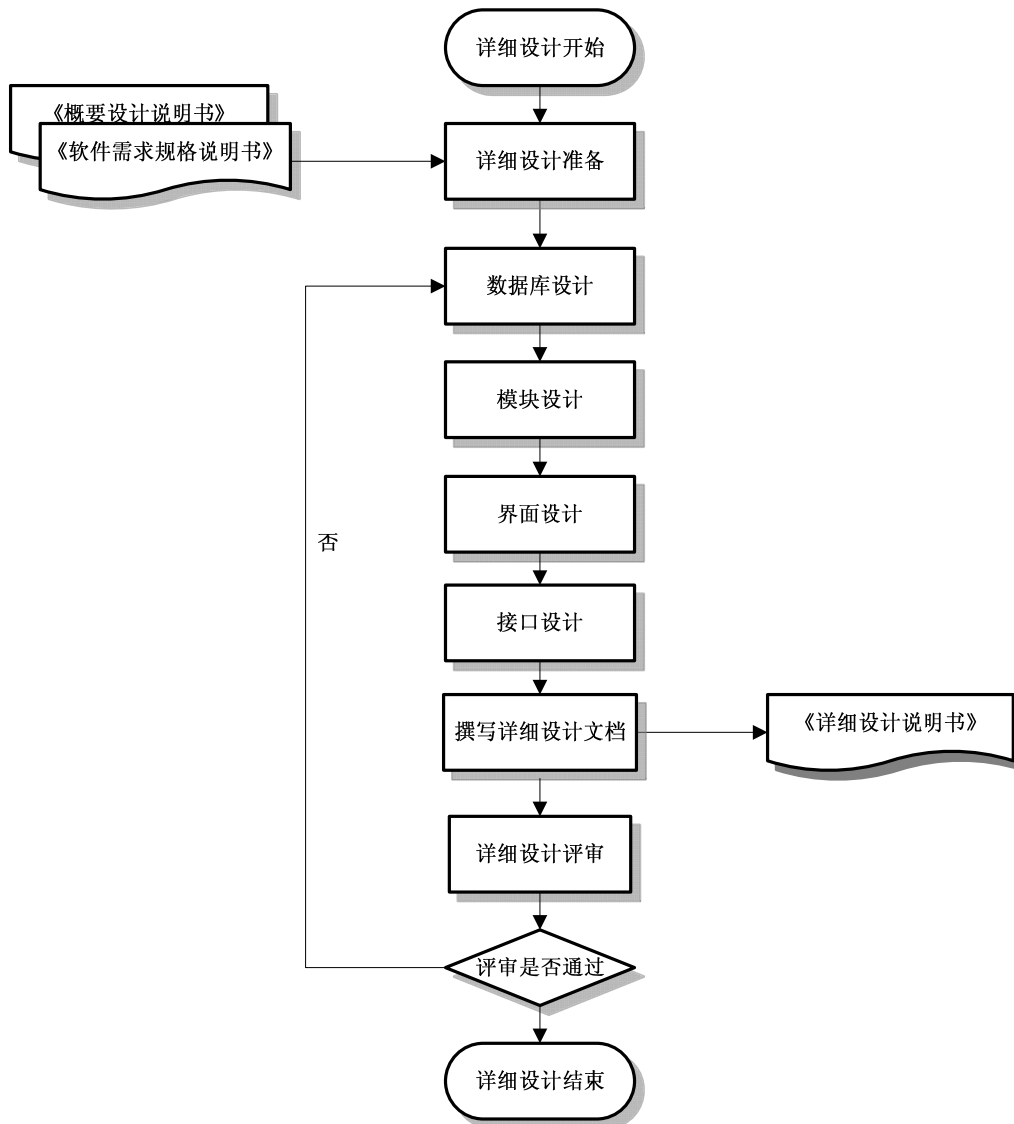 详细设计开始
《概要设计说明书》
《软件需求规格说明书》
详细设计准备
数据库设计
模块设计
界面设计
否
接口设计
撰写详细设计文档
《详细设计说明书》
详细设计评审
评审是否通过
详细设计结束